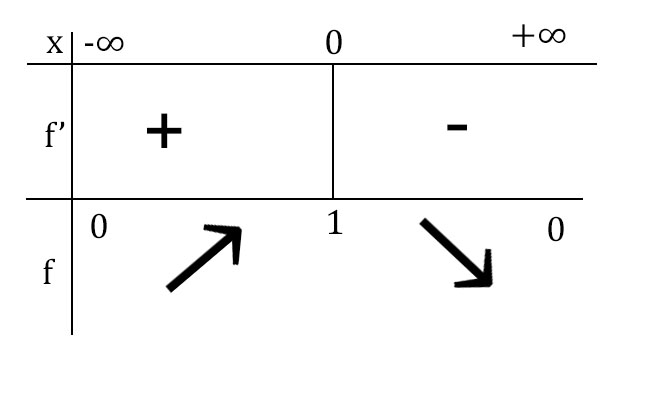 x -∞ 0 +∞
f’ + -
0 1 0
f